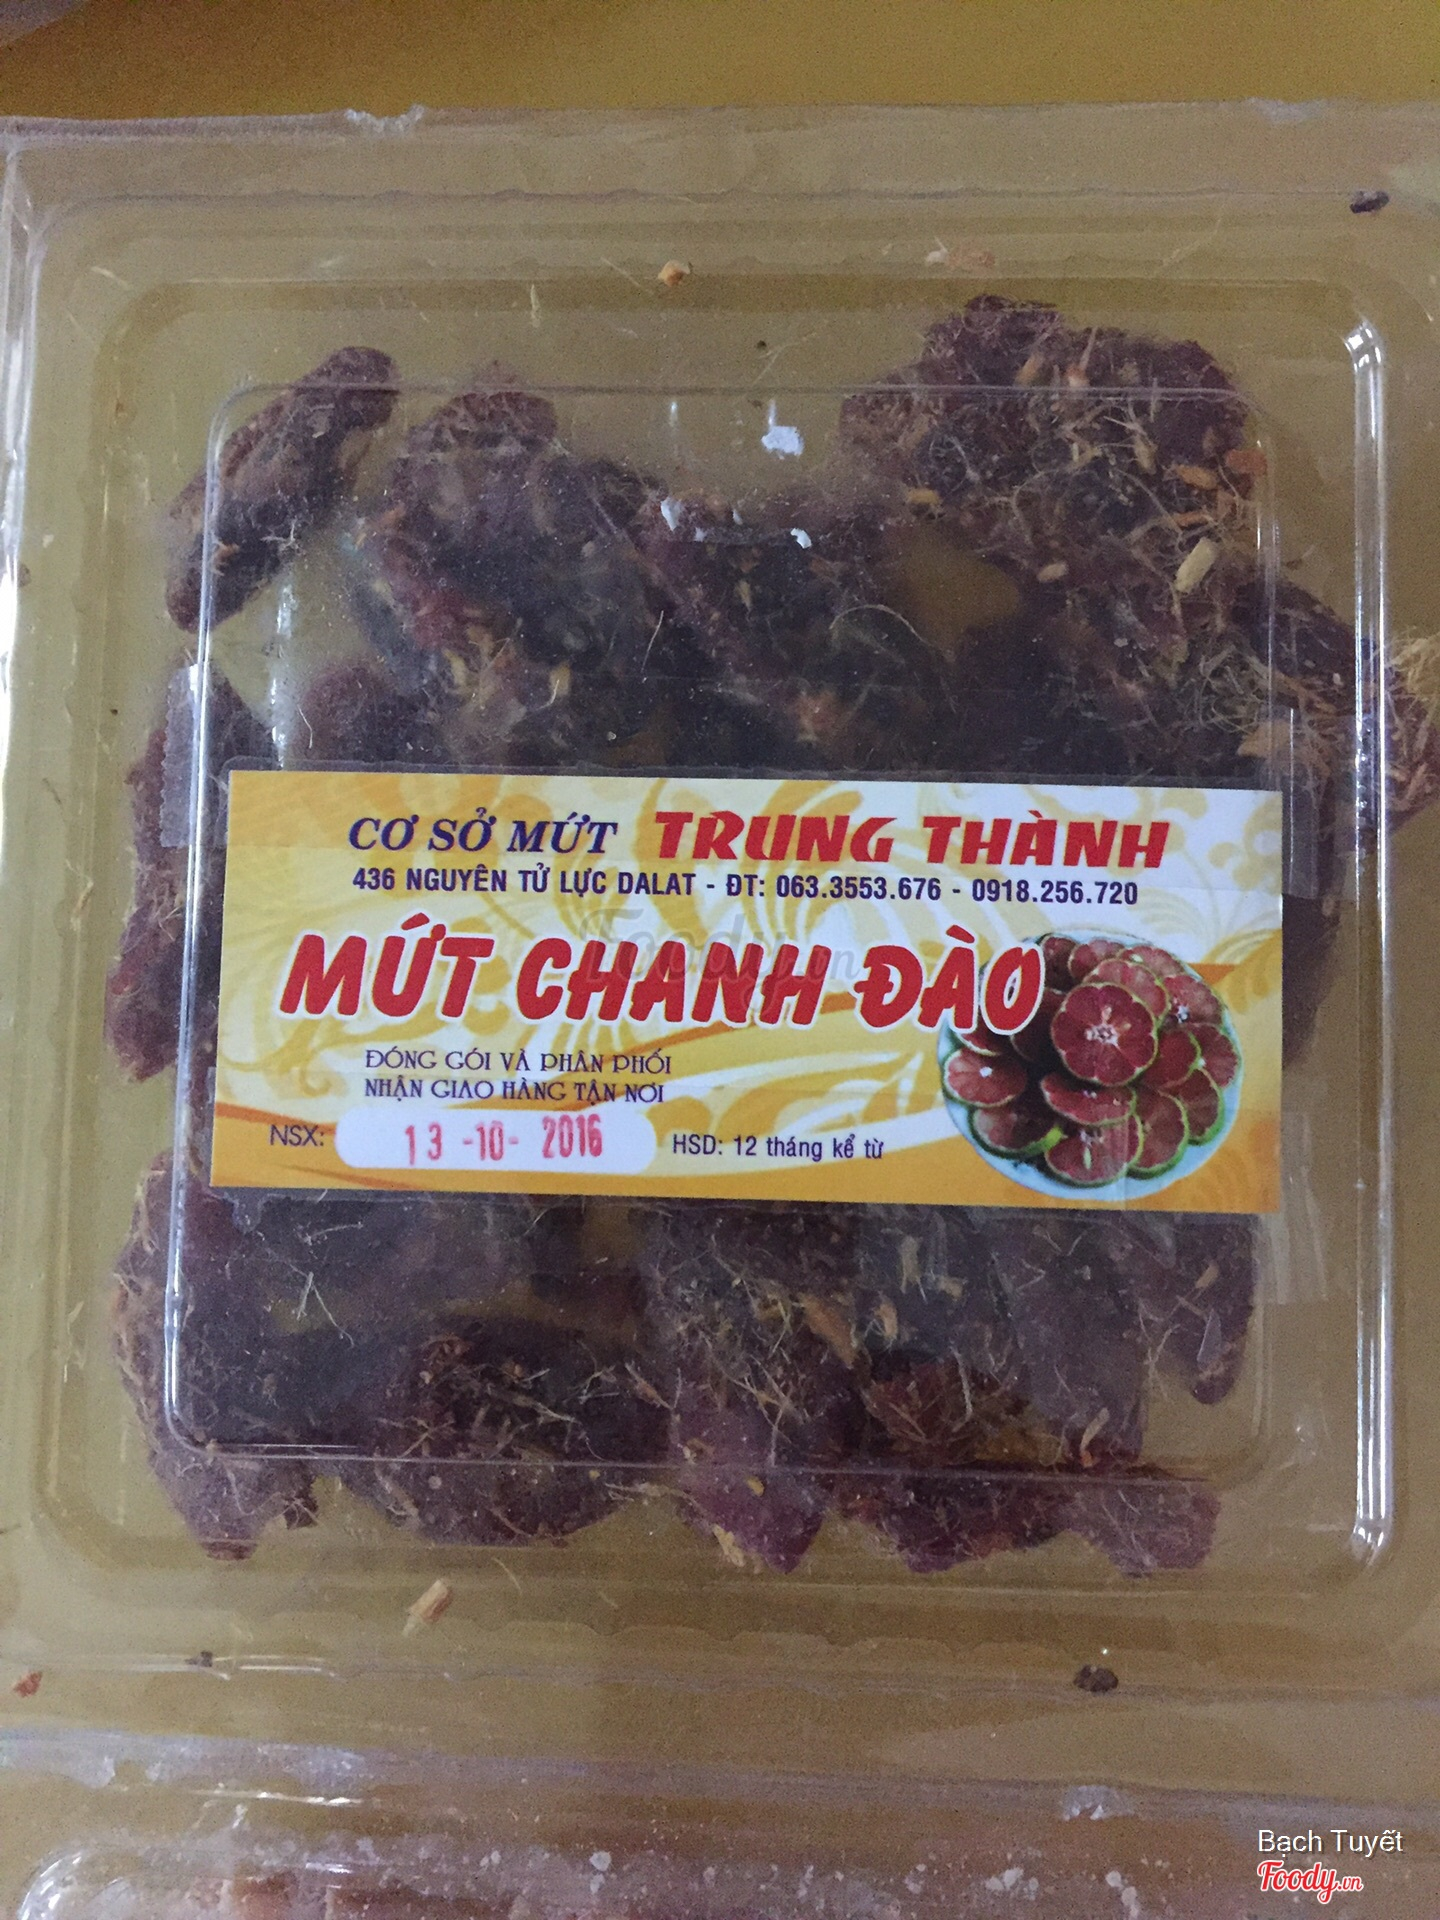 CƠ SỞ MỨT TRUNG THÀNH
436 NGUYÊN TỬ LỰC DALAT - ĐT: 063.3553.676 - 0918.256.720
MỨT CHANH ĐÀO
ĐÓNG GÓI VÀ PHÂN PHỐI
NHẬN GIAO HÀNG TẬN NƠI
NSX: 13 -10- 2016 HSD: 12 tháng kể từ
Foody.vn
Bạch Tuyết
Foody.vn